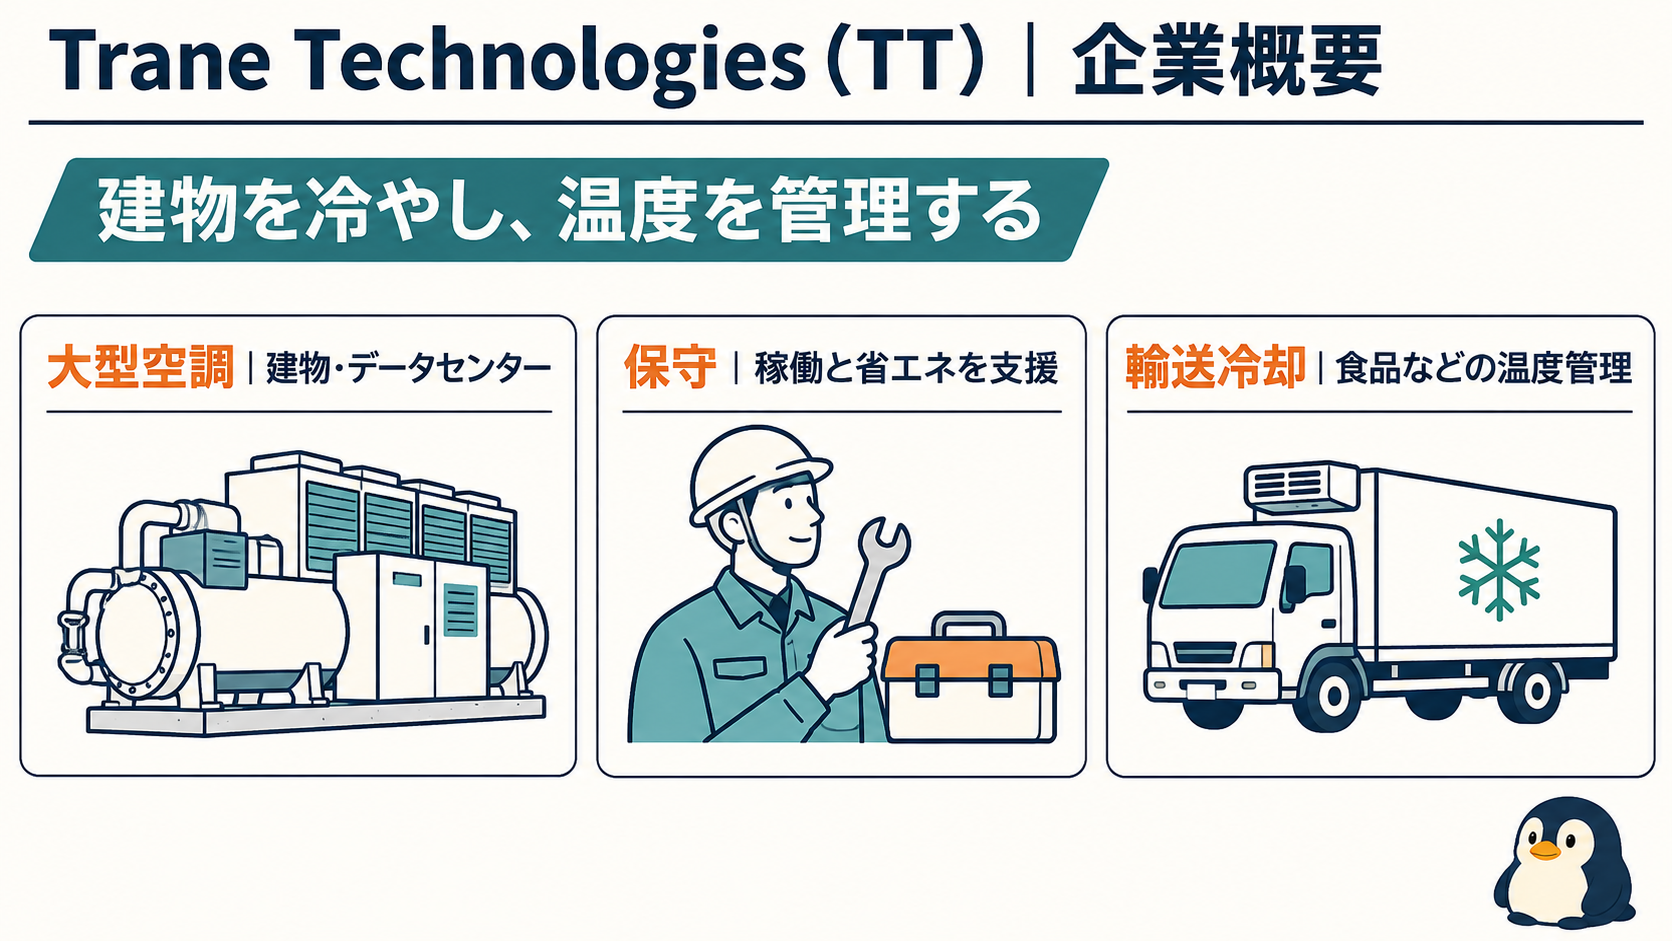 Trane Technologies（TT）｜企業概要
建物を冷やし、温度を管理する
大型空調｜建物・データセンター
保守｜稼働と省エネを支援
輸送冷却｜食品などの温度管理